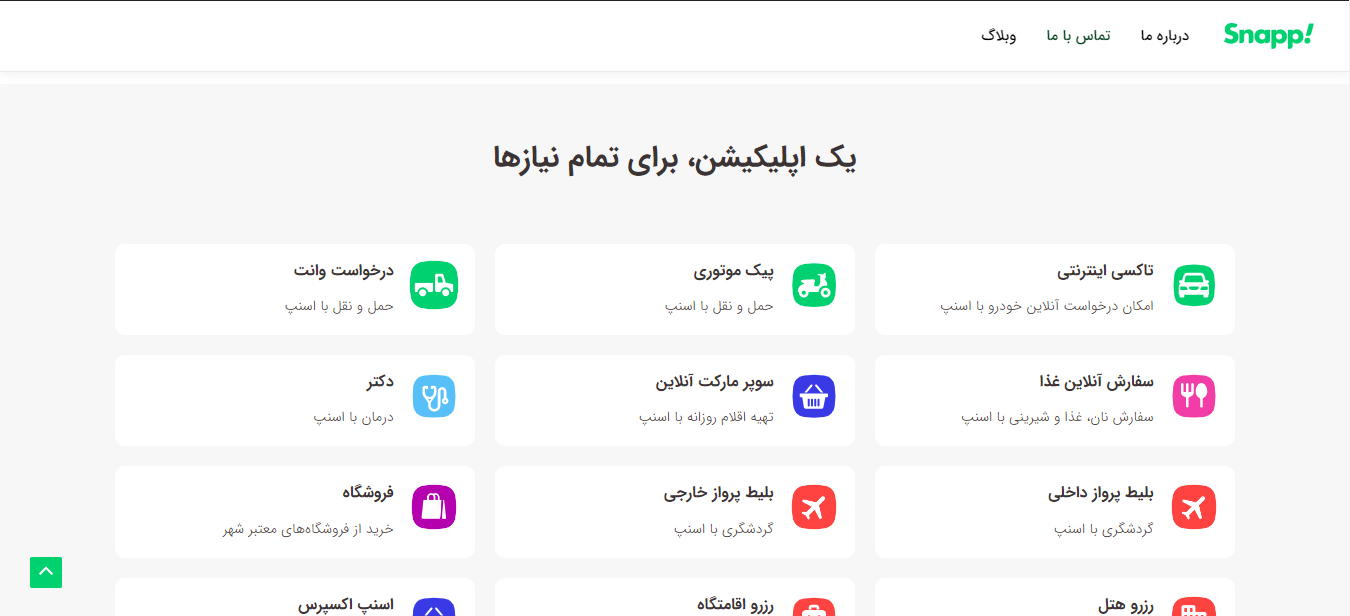 Snapp!
درباره ما
تماس با ما
وبلاگ
یک اپلیکیشن، برای تمام نیازها
تاکسی اینترنتی
امکان درخواست آنلاین خودرو با اسنپ
پیک موتوری
حمل و نقل با اسنپ
درخواست وانت
حمل و نقل با اسنپ
سفارش آنلاین غذا
سفارش نان، غذا و شیرینی با اسنپ
سوپر مارکت آنلاین
تهیه اقلام روزانه با اسنپ
دکتر
درمان با اسنپ
بلیط پرواز داخلی
گردشگری با اسنپ
بلیط پرواز خارجی
گردشگری با اسنپ
فروشگاه
خرید از فروشگاه‌های معتبر شهر
رزرو هتل
رزرو اقامتگاه
اسنپ اکسپرس